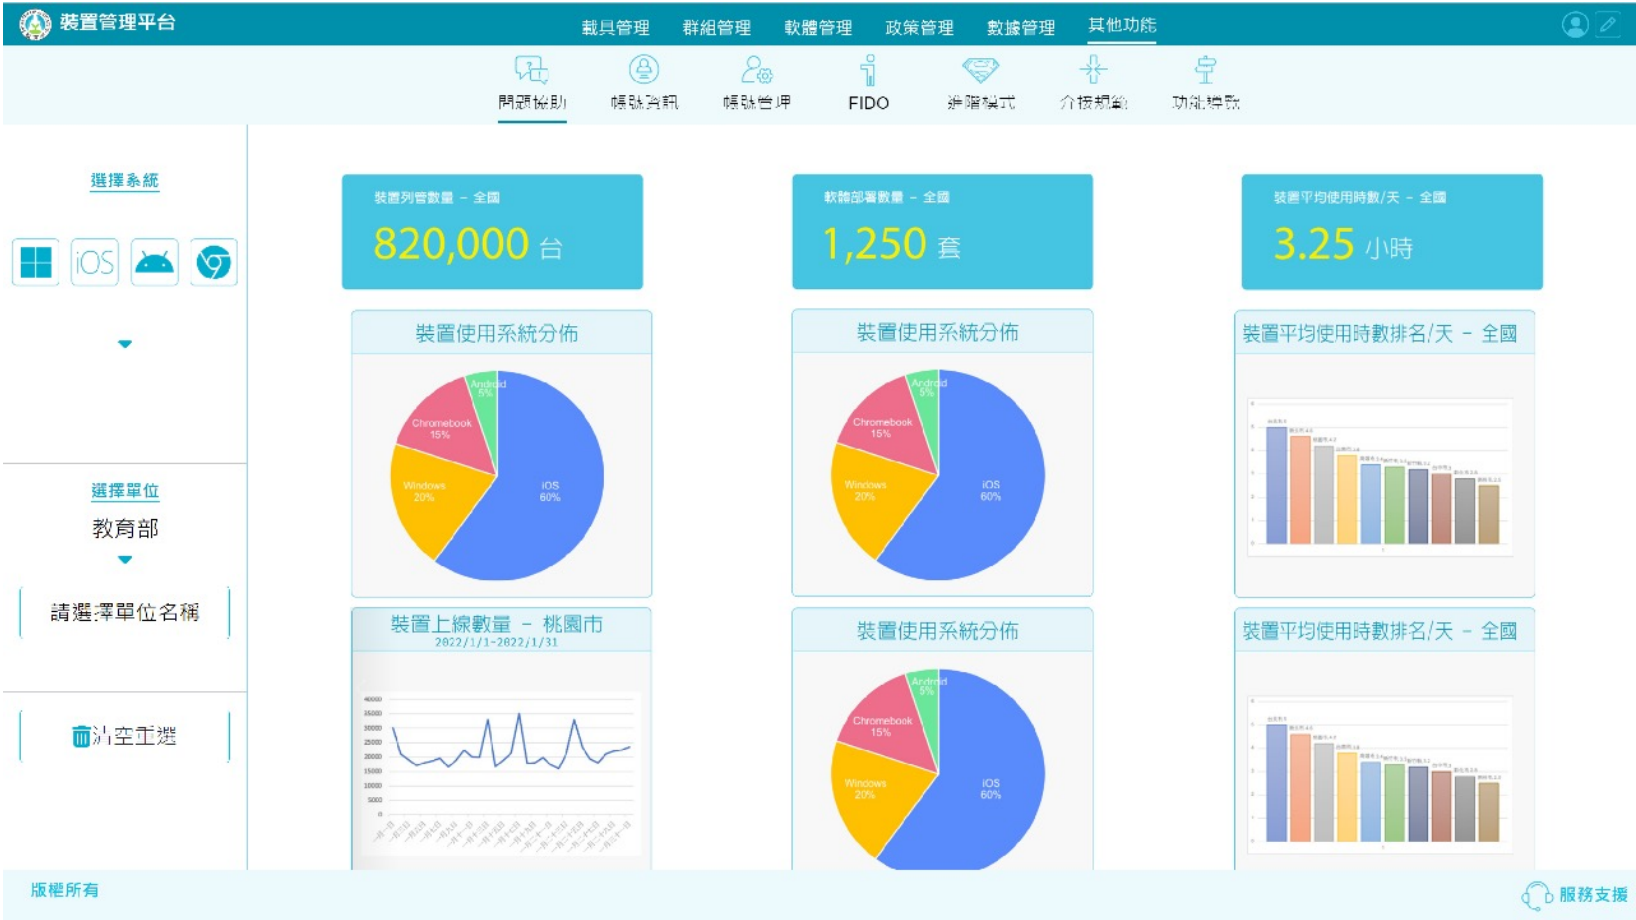 裝置管理平台
載具管理 群組管理 軟體管理 政策管理 數據管理 其他功能
問題協助 帳號資訊 帳號管理 FIDO 進階模式 介接規範 功能導覽
選擇系統
iOS
選擇單位
教育部
請選擇單位名稱
清空重選
裝置列管數量 – 全國
820,000 台
軟體部署數量 – 全國
1,250 套
裝置平均使用時數/天 – 全國
3.25 小時
裝置使用系統分佈
Android
5%
Chromebook
15%
Windows
20%
iOS
60%
裝置使用系統分佈
Android
5%
Chromebook
15%
Windows
20%
iOS
60%
裝置平均使用時數排名/天 – 全國
裝置上線數量 – 桃園市
2022/1/1-2022/1/31
40000
35000
30000
25000
20000
15000
10000
5000
0
裝置使用系統分佈
Android
5%
Chromebook
15%
Windows
20%
iOS
60%
裝置平均使用時數排名/天 – 全國
版權所有
服務支援